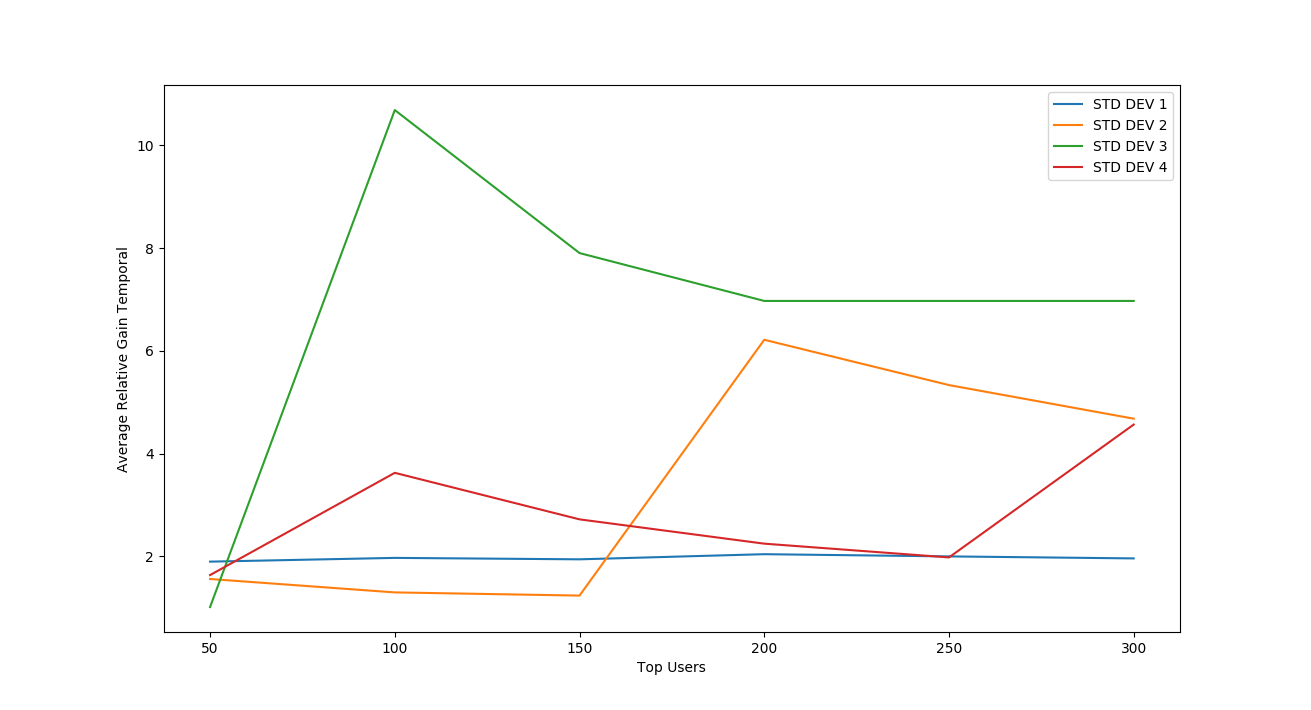 STD DEV 1
STD DEV 2
STD DEV 3
STD DEV 4
Average Relative Gain Temporal
10
8
6
4
2
50 100 150 200 250 300
Top Users